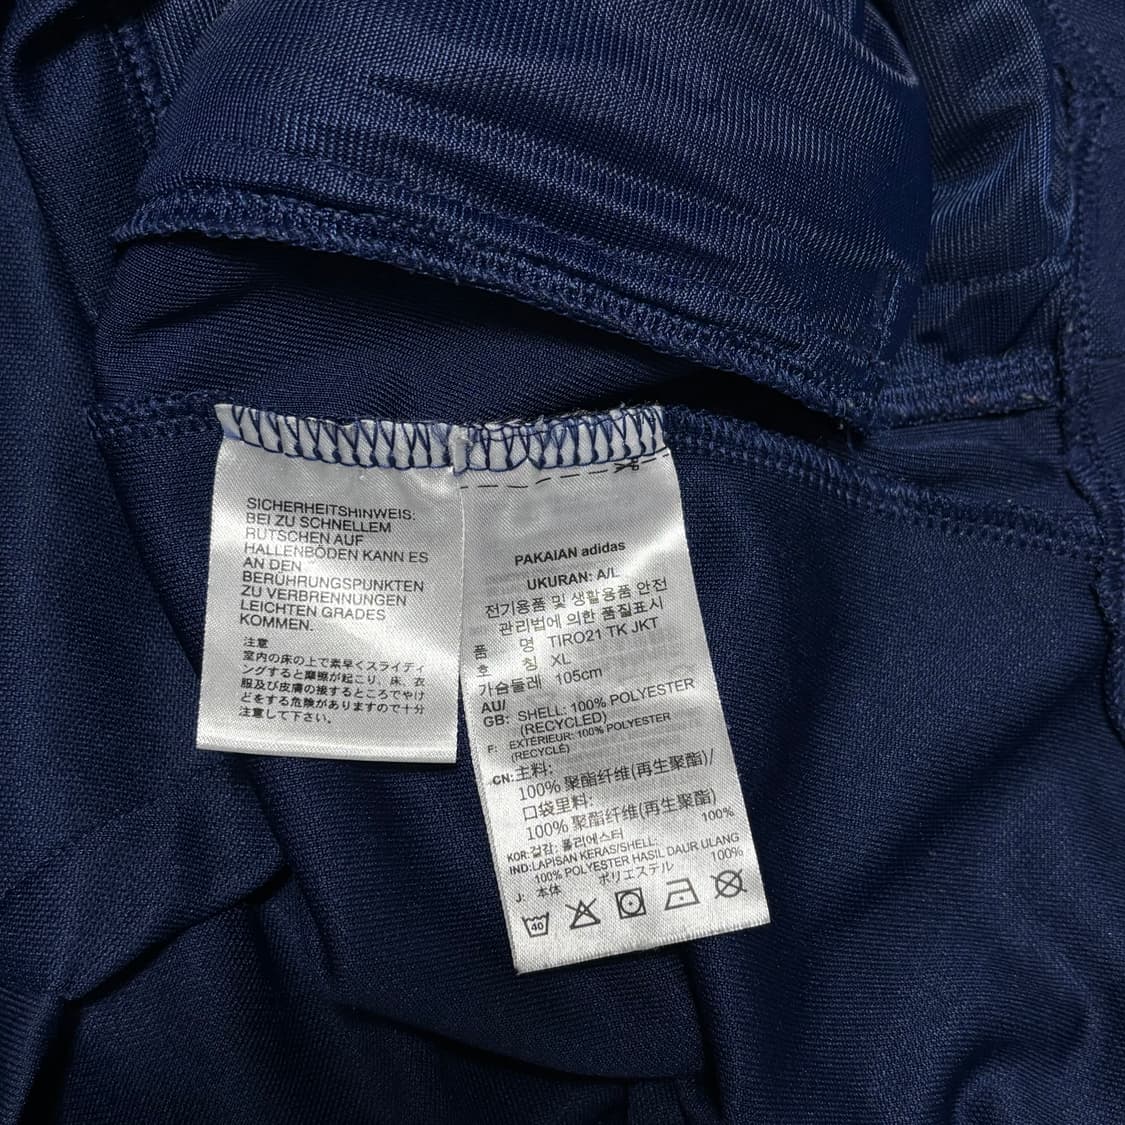 SICHERHEITSHINWEIS:
BEI ZU SCHNELLEM
RUTSCHEN AUF
HALLENBÖDEN KANN ES
AN DEN
BERÜHRUNGSPUNKTEN
ZU VERBRENNUNGEN
LEICHTEN GRADES
KOMMEN.
注意
室内の床の上で素早くスライディ
ングすると摩擦が起こり、床、衣
服及び皮膚の接するところでやけ
どをする危険がありますので十分
注意して下さい。
PAKAIAN adidas
UKURAN: A/L
전기용품 및 생활용품 안전
관리법에 의한 품질표시
품 명 TIRO21 TK JKT
호 칭 XL
가슴둘레 105cm
AU/
GB: SHELL: 100% POLYESTER
(RECYCLED)
F: EXTÉRIEUR: 100% POLYESTER
(RECYCLÉ)
CN: 主料:
100% 聚酯纤维(再生聚酯)/
口袋里料:
100% 聚酯纤维(再生聚酯)
KOR: 겉감: 폴리에스터 100%
IND: LAPISAN KERAS/SHELL:
100% POLYESTER HASIL DAUR ULANG
J: 本体 ポリエステル 100%
40